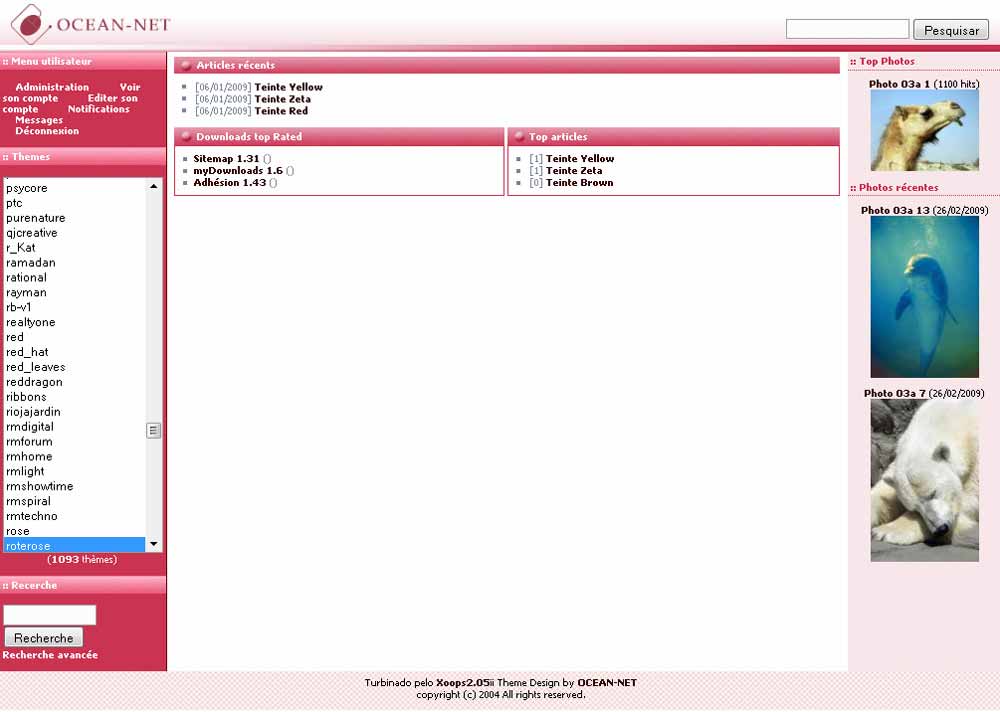 OCEAN-NET
Pesquisar
:: Menu utilisateur
Administration Voir
son compte Editer son
compte Notifications
Messages
Déconnexion
:: Themes
psycore
ptc
purenature
qjcreative
r_Kat
ramadan
rational
rayman
rb-v1
realtyone
red
red_hat
red_leaves
reddragon
ribbons
riojajardin
rmdigital
rmforum
rmhome
rmlight
rmshowtime
rmspiral
rmtechno
rose
roterose
(1093 thèmes)
:: Recerche
Recherche
Recherche avancée
Articles récents
[06/01/2009] Teinte Yellow
[06/01/2009] Teinte Zeta
[06/01/2009] Teinte Red
Downloads top Rated
Sitemap 1.31 ()
myDownloads 1.6 ()
Adhésion 1.43 ()
Top articles
[1] Teinte Yellow
[1] Teinte Zeta
[0] Teinte Brown
:: Top Photos
Photo 03a 1 (1100 hits)
:: Photos récentes
Photo 03a 13 (26/02/2009)
Photo 03a 7 (26/02/2009)
Turbinado pelo Xoops2.05ii Theme Design by OCEAN-NET
copyright (c) 2004 All rights reserved.